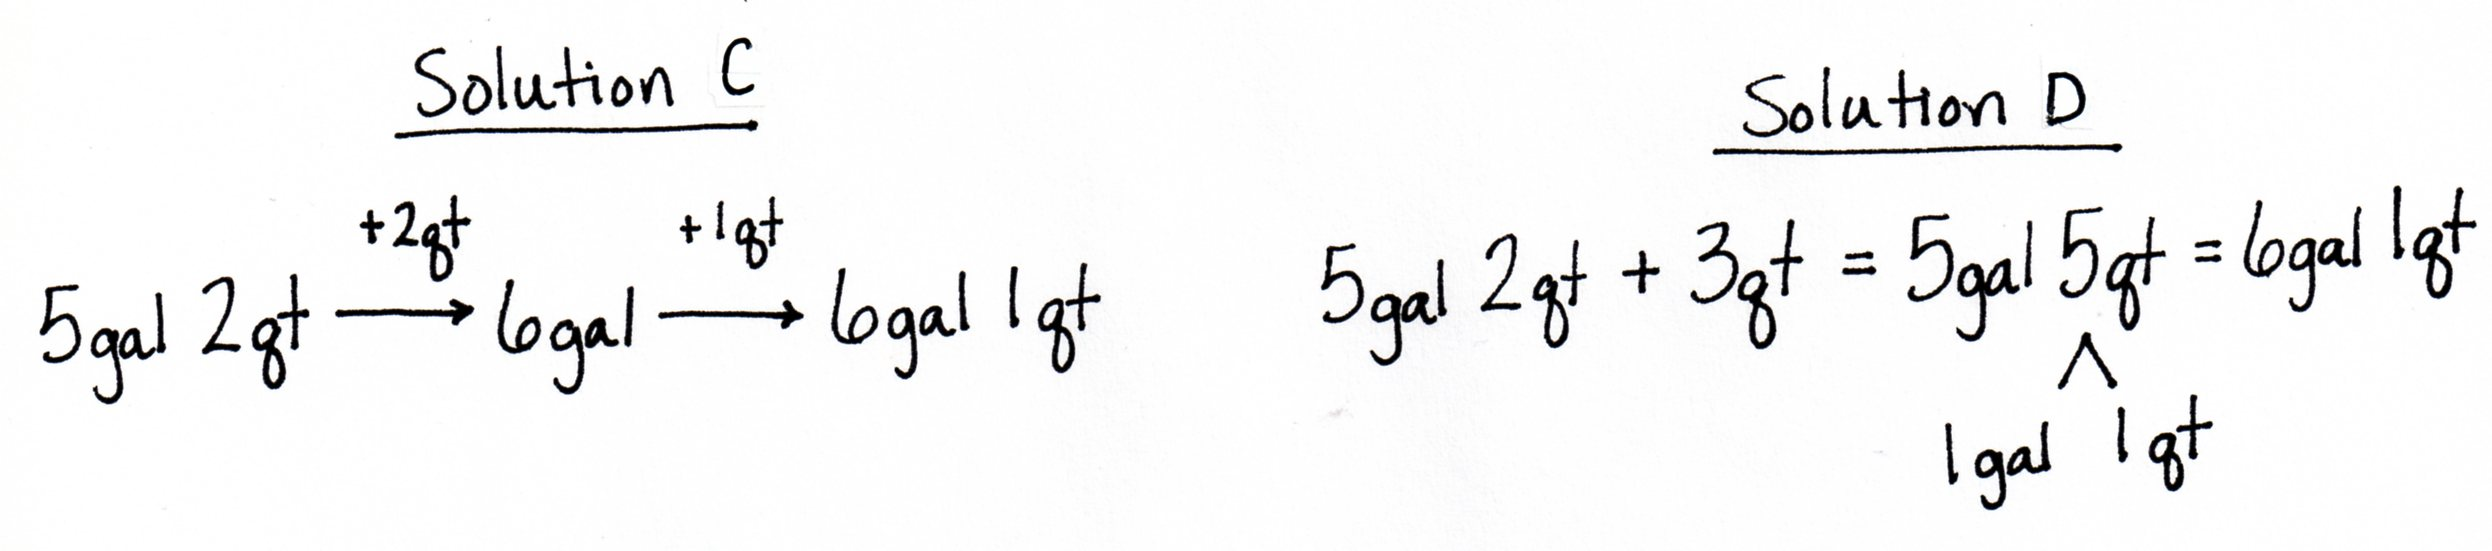 Solution C
+2qt +1qt
5gal 2qt → 6gal → 6gal 1qt
Solution D
5gal 2qt + 3qt = 5gal 5qt = 6gal 1qt
1gal 1qt